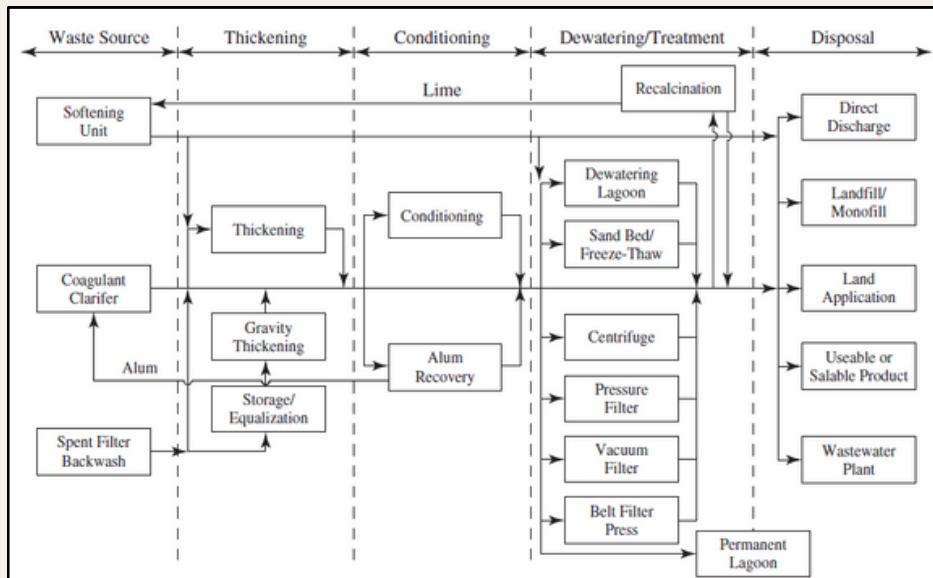 Waste Source
Thickening
Conditioning
Dewatering/Treatment
Disposal
Lime
Recalcination
Softening
Unit
Direct
Discharge
Dewatering
Lagoon
Landfill/
Monofill
Thickening
Conditioning
Sand Bed/
Freeze-Thaw
Coagulant
Clarifer
Land
Application
Gravity
Thickening
Centrifuge
Alum
Alum
Recovery
Useable or
Salable Product
Storage/
Equalization
Pressure
Filter
Spent Filter
Backwash
Vacuum
Filter
Wastewater
Plant
Belt Filter
Press
Permanent
Lagoon